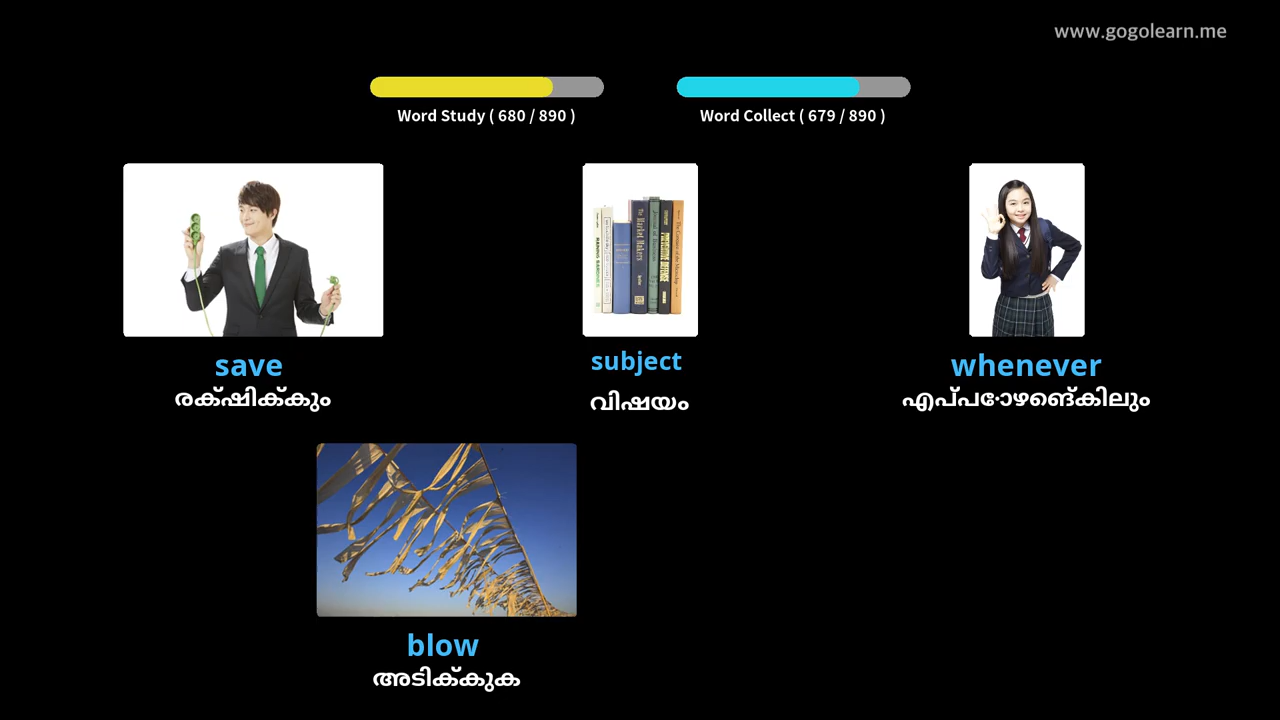 www.gogolearn.me
Word Study ( 680 / 890 )
Word Collect ( 679 / 890 )
save
രക്ഷിക്കും
subject
വിഷയം
whenever
എപ്പോഴങ്കിലും
blow
അടിക്കുക